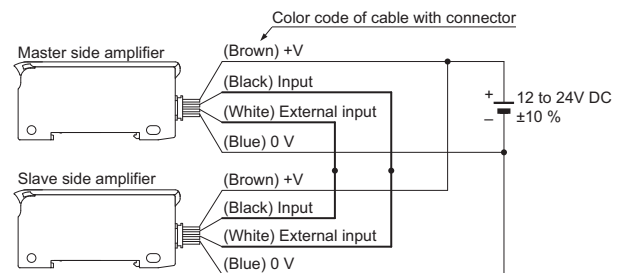 Color code of cable with connector
Master side amplifier
(Brown) +V
(Black) Input
(White) External input
(Blue) 0 V
+
12 to 24V DC
–
±10 %
Slave side amplifier
(Brown) +V
(Black) Input
(White) External input
(Blue) 0 V